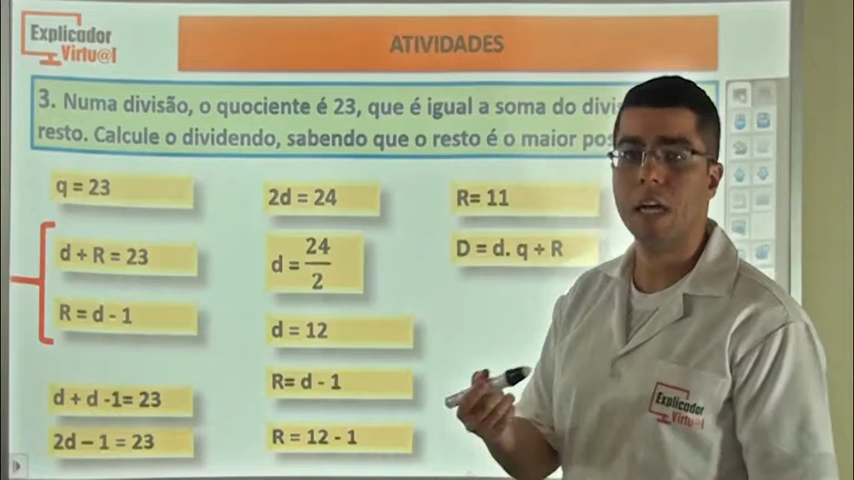 Explicador
Virtu@l
ATIVIDADES
3. Numa divisão, o quociente é 23, que é igual a soma do
resto. Calcule o dividendo, sabendo que o resto é o maior
q = 23
d + R = 23
R = d - 1
d + d -1= 23
2d – 1 = 23
2d = 24
d = 24
2
d = 12
R= d - 1
R = 12 - 1
R= 11
D = d. q + R
Explicador
Virtu@l